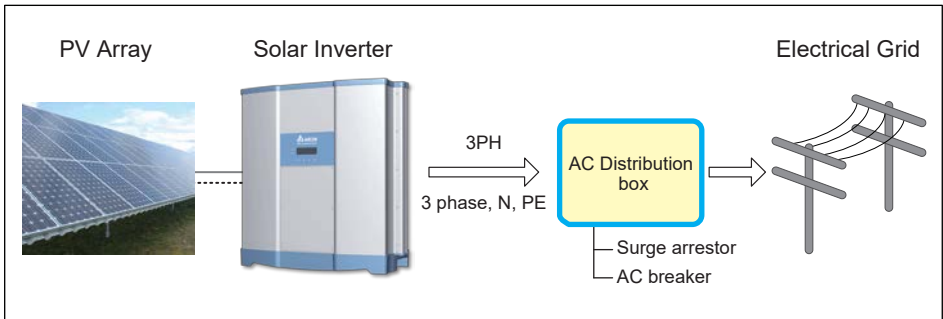 PV Array
Solar Inverter
Electrical Grid
3PH
3 phase, N, PE
AC Distribution
box
Surge arrestor
AC breaker